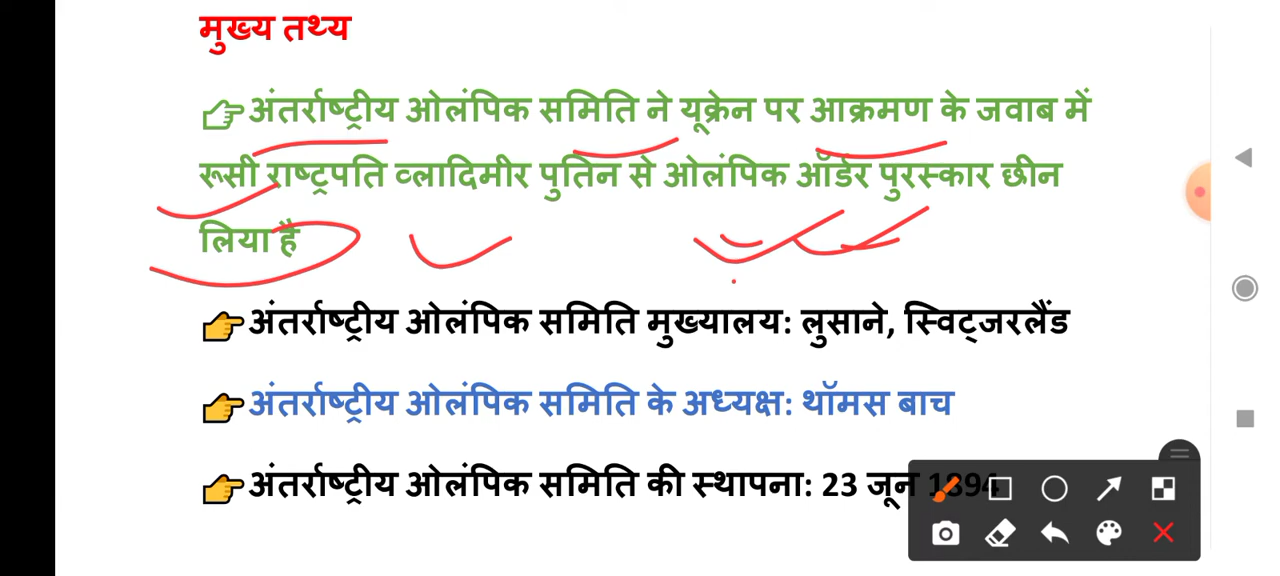 मुख्य तथ्य
अंतर्राष्ट्रीय ओलंपिक समिति ने यूक्रेन पर आक्रमण के जवाब में
रूसी राष्ट्रपति व्लादिमीर पुतिन से ओलंपिक ऑर्डर पुरस्कार छीन
लिया है
अंतर्राष्ट्रीय ओलंपिक समिति मुख्यालय: लुसाने, स्विट्जरलैंड
अंतर्राष्ट्रीय ओलंपिक समिति के अध्यक्ष: थॉमस बाच
अंतर्राष्ट्रीय ओलंपिक समिति की स्थापना: 23 जून 1894